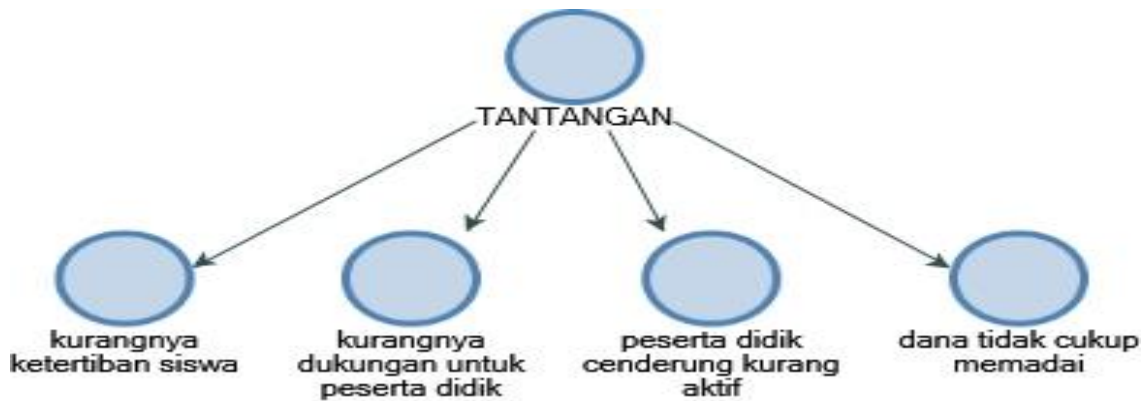 TANTANGAN
kurangnya
ketertiban siswa
kurangnya
dukungan untuk
peserta didik
peserta didik
cenderung kurang
aktif
dana tidak cukup
memadai